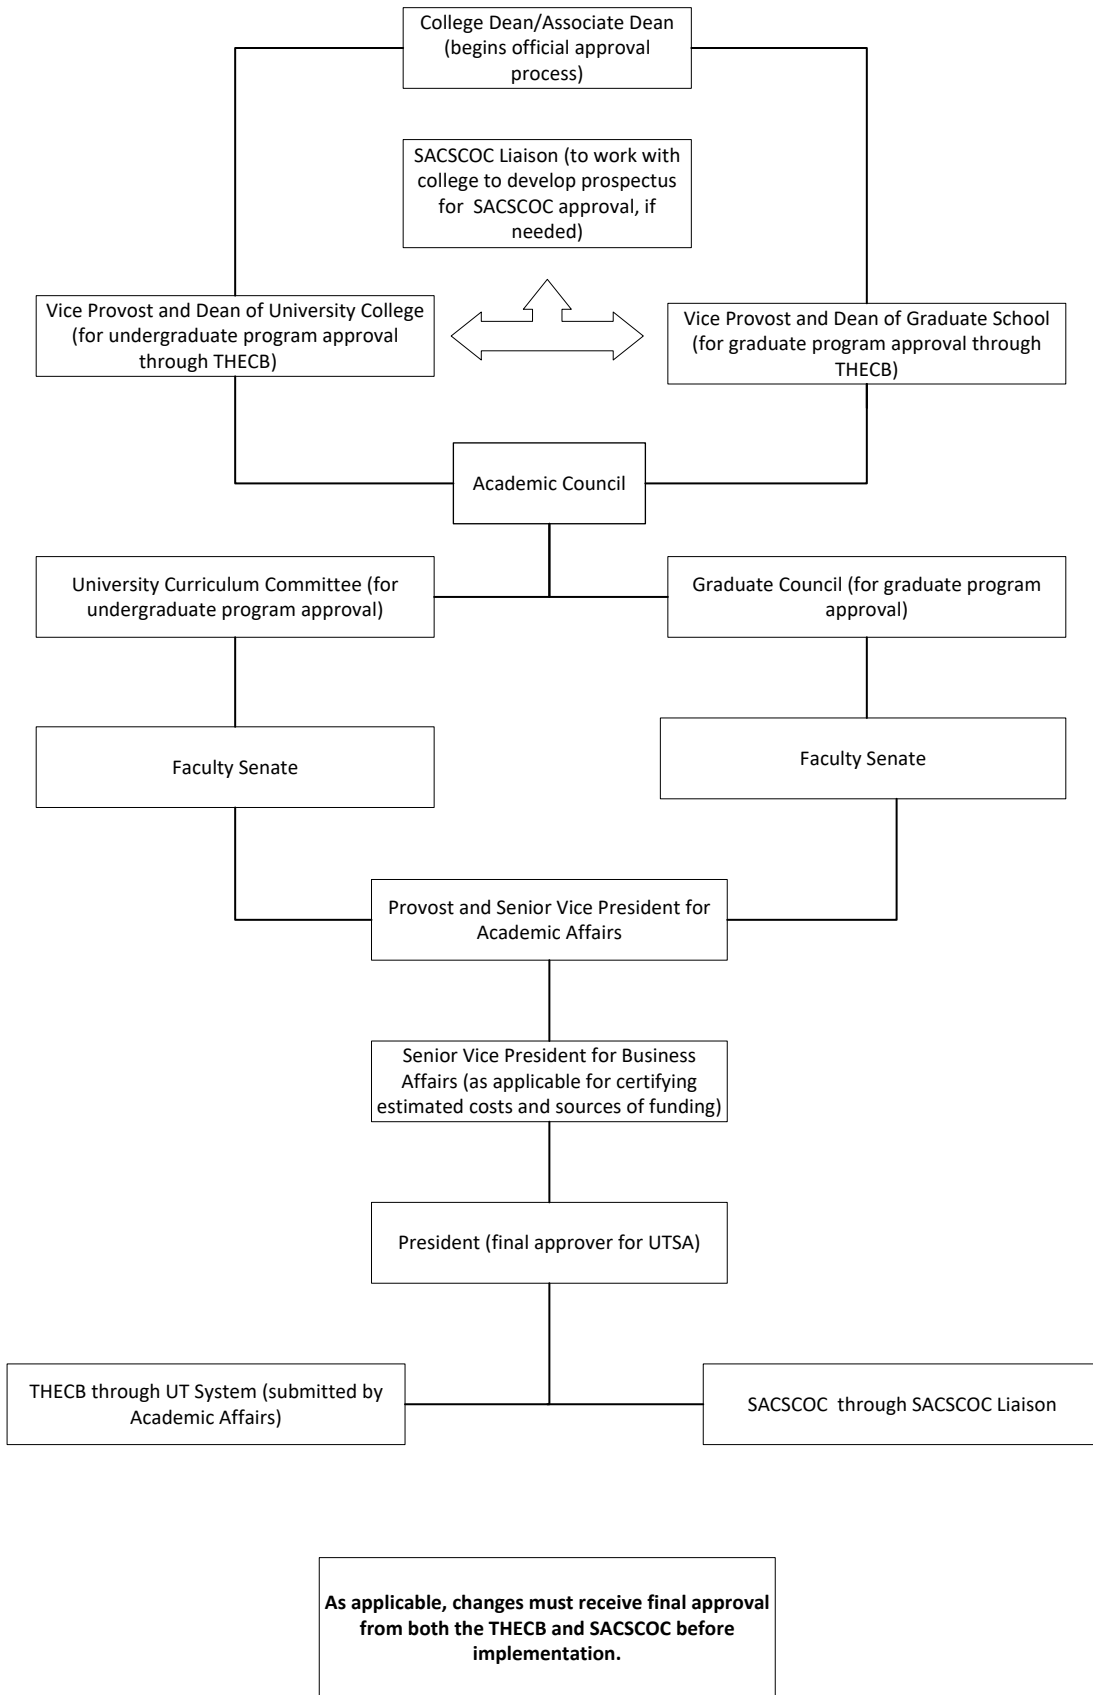 College Dean/Associate Dean
(begins official approval
process)
SACSCOC Liaison (to work with
college to develop prospectus
for  SACSCOC approval, if
needed)
Vice Provost and Dean of University College
(for undergraduate program approval
through THECB)
Vice Provost and Dean of Graduate School
(for graduate program approval through
THECB)
Academic Council
University Curriculum Committee (for
undergraduate program approval)
Graduate Council (for graduate program
approval)
Faculty Senate
Faculty Senate
Provost and Senior Vice President for
Academic Affairs
Senior Vice President for Business
Affairs (as applicable for certifying
estimated costs and sources of funding)
President (final approver for UTSA)
THECB through UT System (submitted by
Academic Affairs)
SACSCOC  through SACSCOC Liaison
As applicable, changes must receive final approval
from both the THECB and SACSCOC before
implementation.